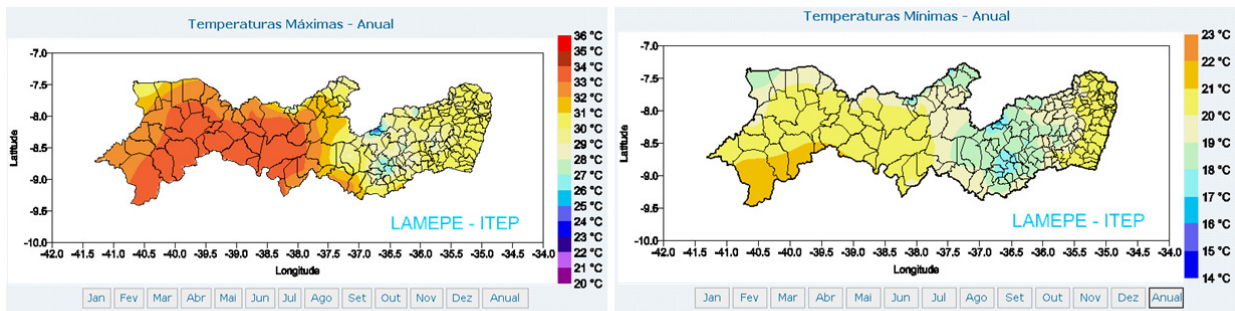 Temperaturas Máximas - Anual
36 °C
35 °C
34 °C
33 °C
32 °C
31 °C
30 °C
29 °C
28 °C
27 °C
26 °C
25 °C
24 °C
23 °C
22 °C
21 °C
20 °C
-7.0
-7.5
-8.0
-8.5
-9.0
-9.5
-10.0
Latitude
LAMEPE - ITEP
-42.0 -41.5 -41.0 -40.5 -40.0 -39.5 -39.0 -38.5 -38.0 -37.5 -37.0 -36.5 -36.0 -35.5 -35.0 -34.5 -34.0
Longitude
Jan Fev Mar Abr Mai Jun Jul Ago Set Out Nov Dez Anual
Temperaturas Mínimas - Anual
23 °C
22 °C
21 °C
20 °C
19 °C
18 °C
17 °C
16 °C
15 °C
14 °C
-7.0
-7.5
-8.0
-8.5
-9.0
-9.5
-10.0
Latitude
LAMEPE - ITEP
-42.0 -41.5 -41.0 -40.5 -40.0 -39.5 -39.0 -38.5 -38.0 -37.5 -37.0 -36.5 -36.0 -35.5 -35.0 -34.5 -34.0
Longitude
Jan Fev Mar Abr Mai Jun Jul Ago Set Out Nov Dez Anual